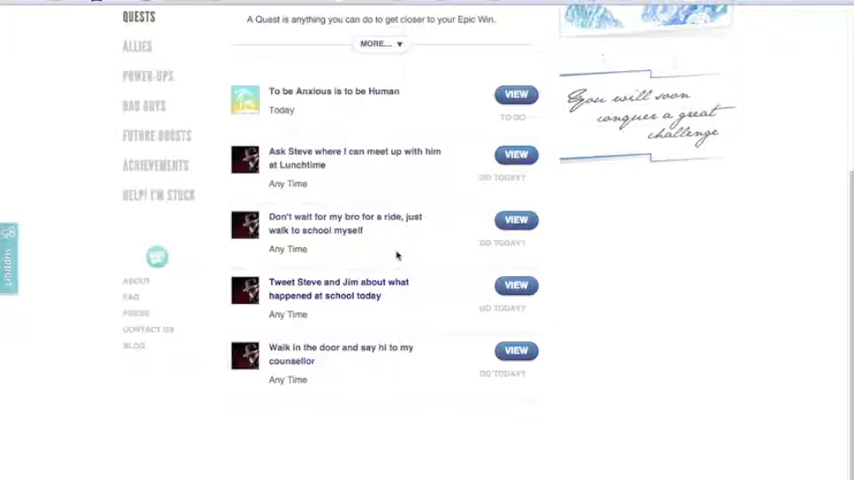 QUESTS
ALLIES
POWER-UPS
BAD GUYS
FUTURE BOOSTS
ACHIEVEMENTS
HELP! I'M STUCK
ABOUT
FAQ
PRESS
CONTACT US
BLOG
support
A Quest is anything you can do to get closer to your Epic Win.
MORE...
To be Anxious is to be Human
Today
VIEW
TO-DO
Ask Steve where I can meet up with him
at Lunchtime
Any Time
VIEW
DO TODAY?
Don't wait for my bro for a ride, just
walk to school myself
Any Time
VIEW
DO TODAY?
Tweet Steve and Jim about what
happened at school today
Any Time
VIEW
DO TODAY?
Walk in the door and say hi to my
counsellor
Any Time
VIEW
DO TODAY?
You will soon
conquer a great
challenge